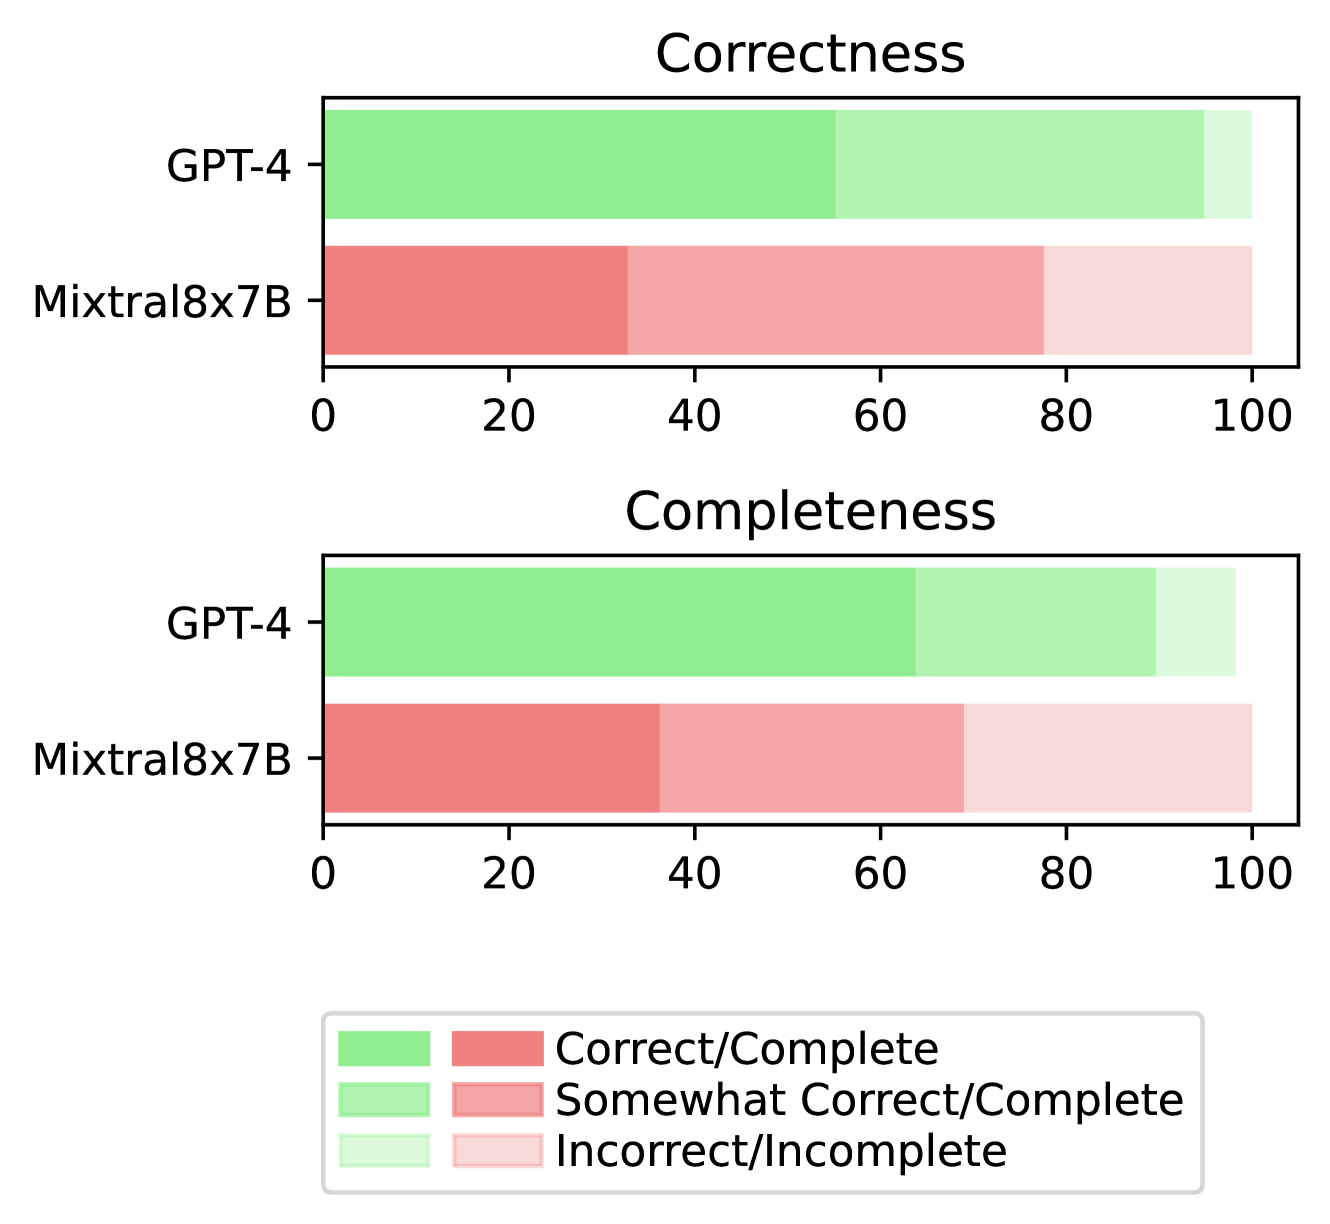 Correctness
GPT-4
Mixtral8x7B
0 20 40 60 80 100
Completeness
GPT-4
Mixtral8x7B
0 20 40 60 80 100
Correct/Complete
Somewhat Correct/Complete
Incorrect/Incomplete